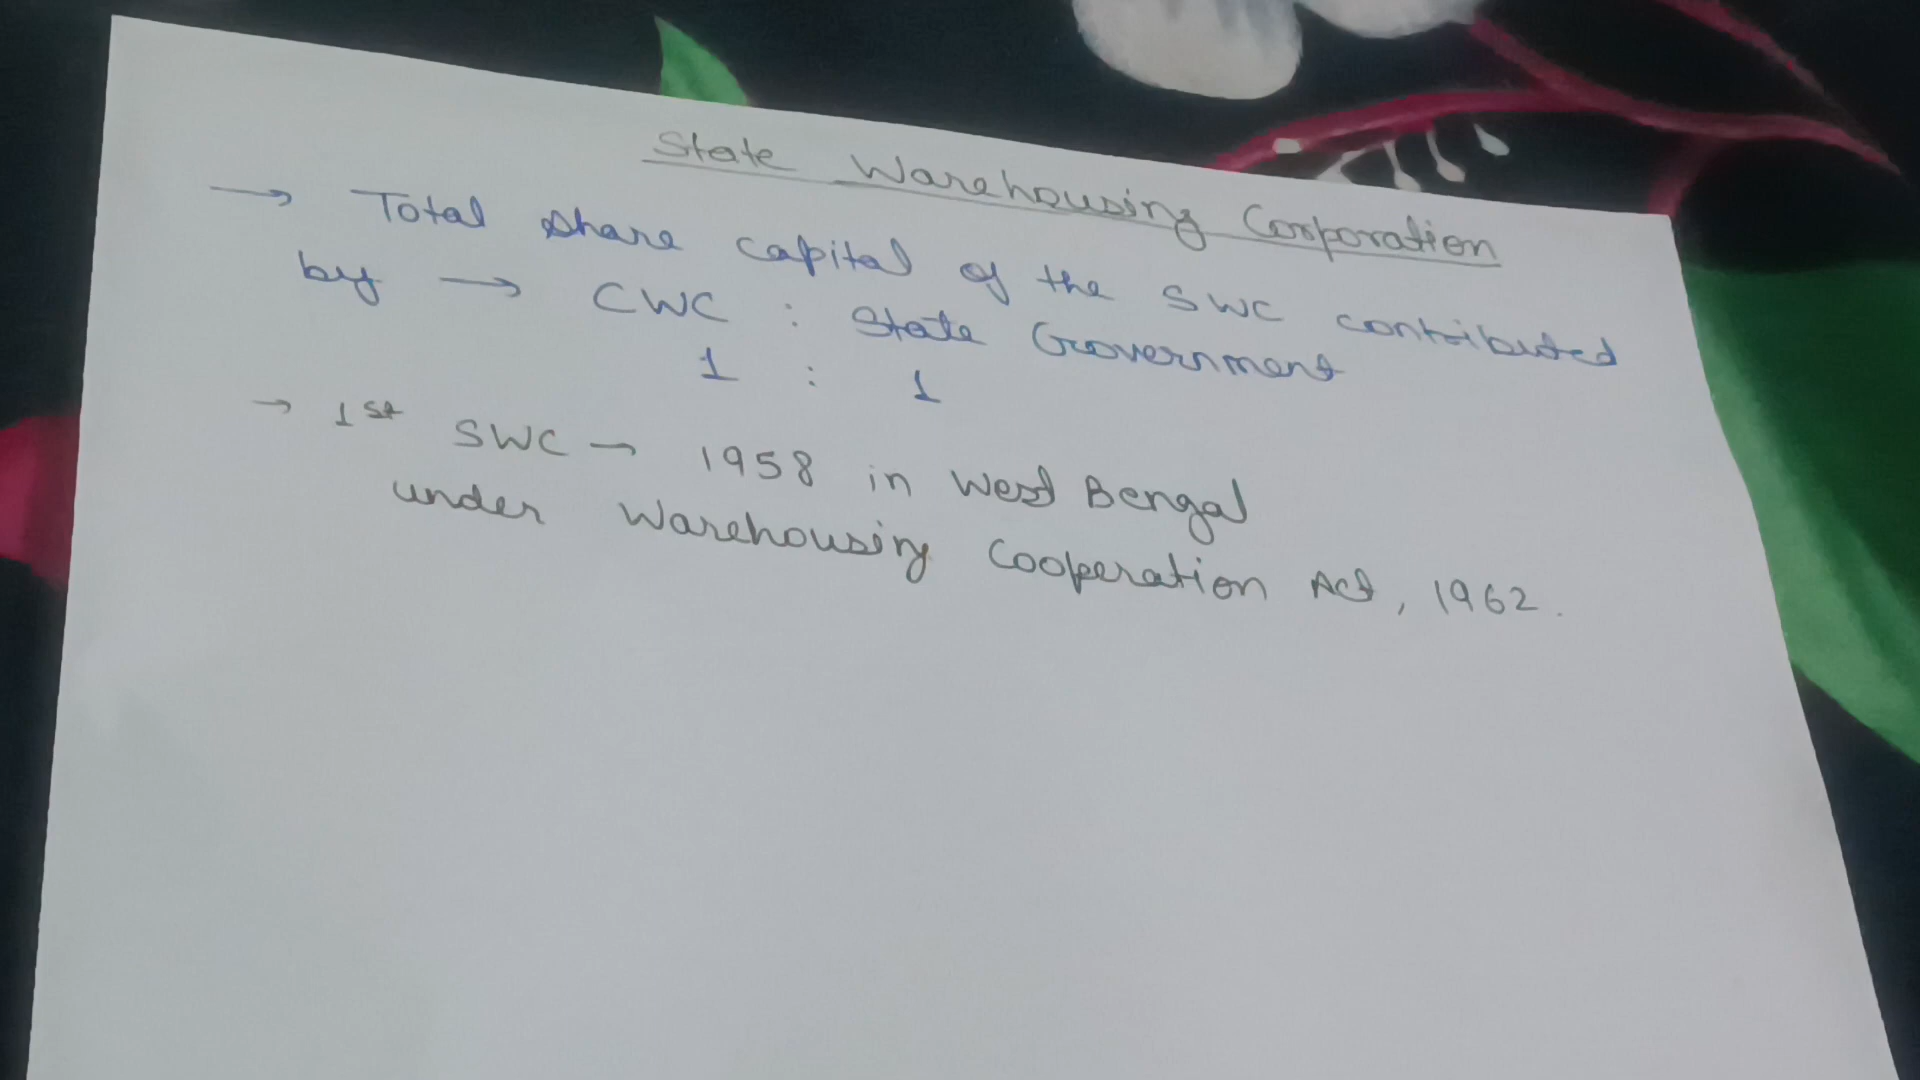 State Warehousing Corporation
→ Total share capital of the SWC contributed
by → CWC : State Government
1 : 1
→ 1st SWC → 1958 in West Bengal
under Warehousing Cooperation Act, 1962.